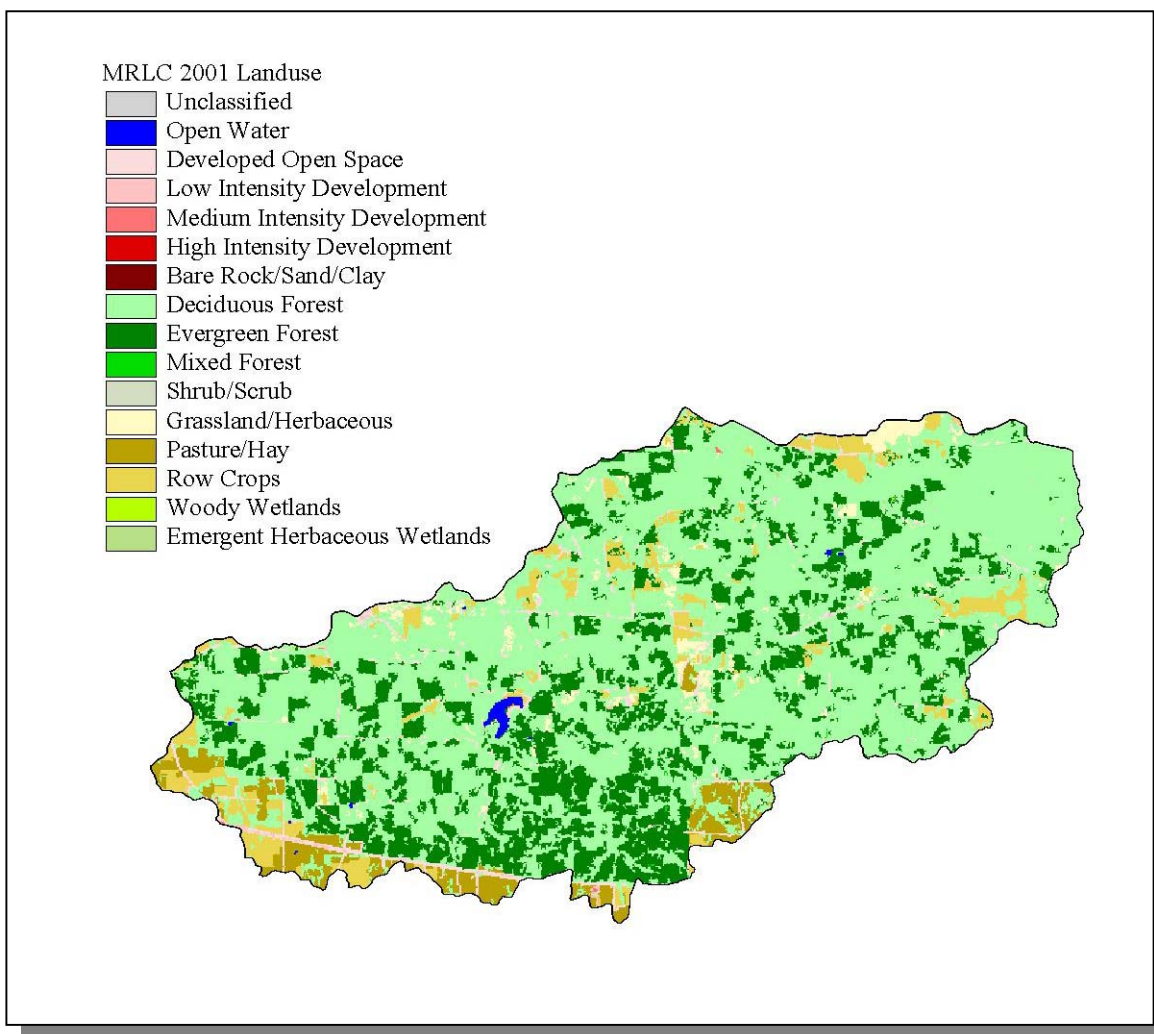 MRLC 2001 Landuse
Unclassified
Open Water
Developed Open Space
Low Intensity Development
Medium Intensity Development
High Intensity Development
Bare Rock/Sand/Clay
Deciduous Forest
Evergreen Forest
Mixed Forest
Shrub/Scrub
Grassland/Herbaceous
Pasture/Hay
Row Crops
Woody Wetlands
Emergent Herbaceous Wetlands